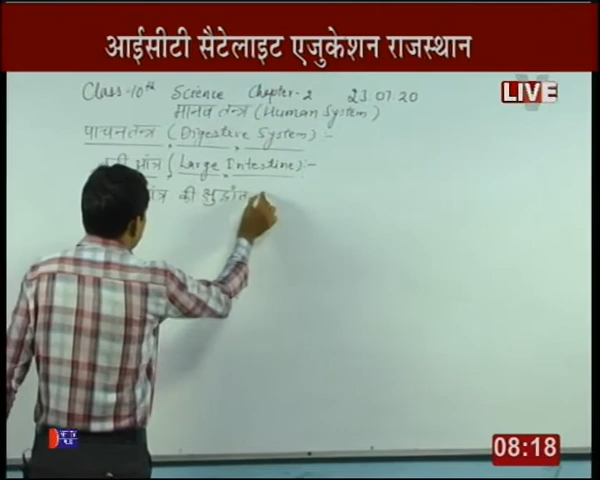 आईसीटी सैटेलाइट एजुकेशन राजस्थान
LIVE
Class-10th Science Chapter-2 23.07.20
मानव तन्त्र (Human System)
पाचनतन्त्र (Digestive System):-
आंत्र (Large Intestine):-
की क्षुद्रांत
08:18